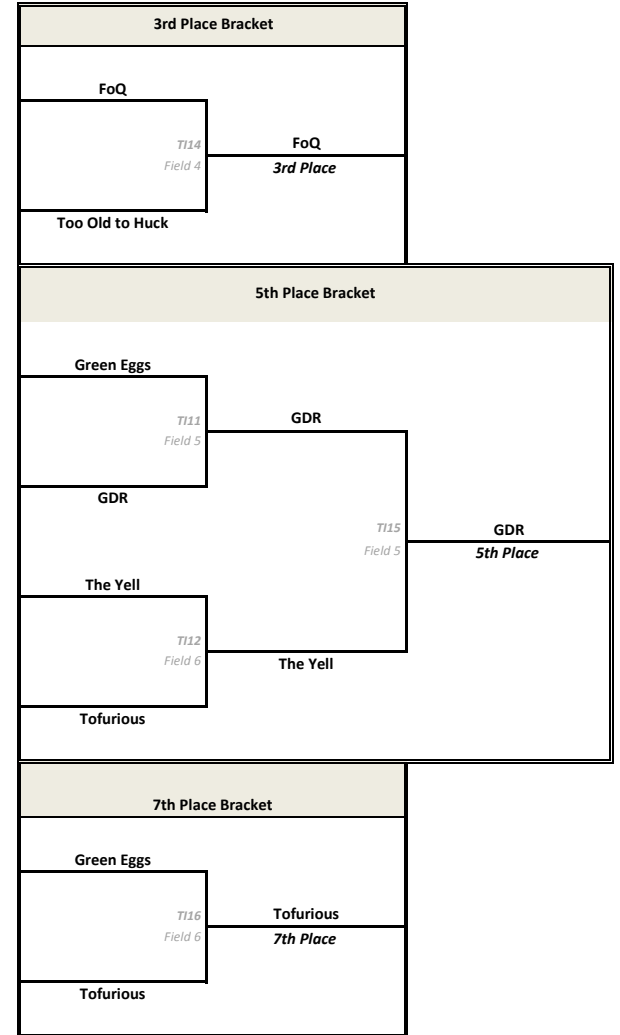 3rd Place Bracket
FoQ
TI14
FoQ
Field 4
3rd Place
Too Old to Huck
5th Place Bracket
Green Eggs
TI11
GDR
Field 5
GDR
TI15
GDR
Field 5
5th Place
The Yell
TI12
Field 6
The Yell
Tofurious
7th Place Bracket
Green Eggs
TI16
Tofurious
Field 6
7th Place
Tofurious